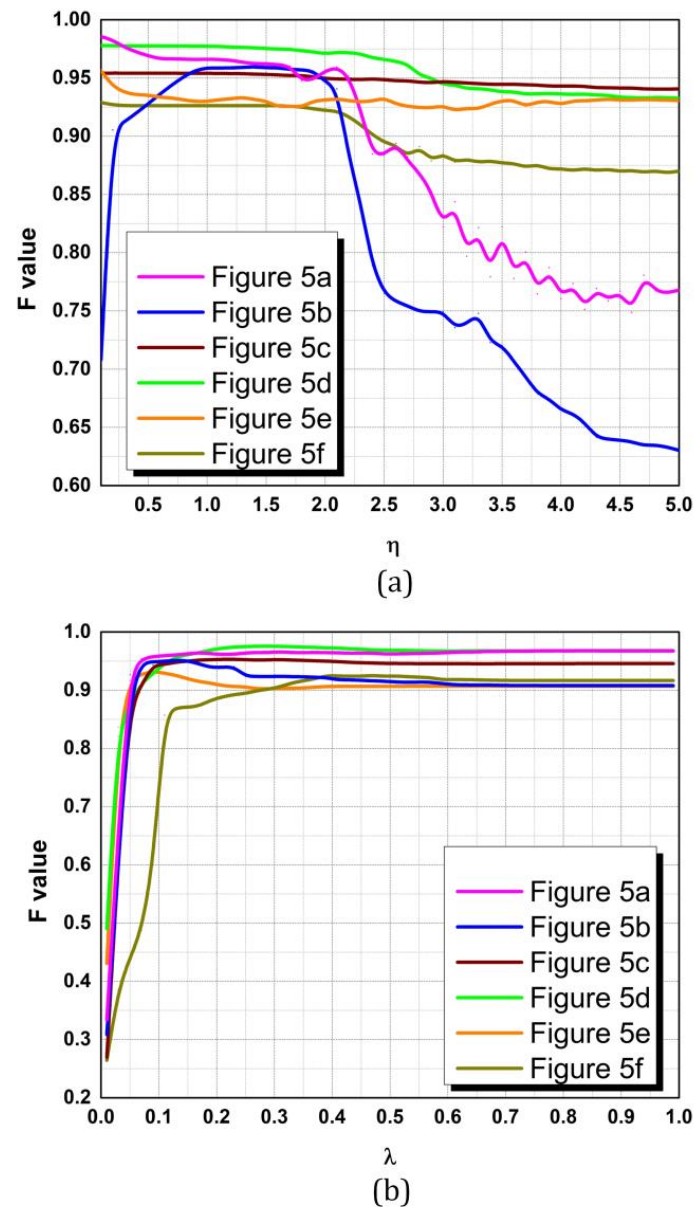 1.00
0.95
0.90
0.85
0.80
0.75
0.70
0.65
0.60
F value
Figure 5a
Figure 5b
Figure 5c
Figure 5d
Figure 5e
Figure 5f
0.5 1.0 1.5 2.0 2.5 3.0 3.5 4.0 4.5 5.0
η
(a)
1.0
0.9
0.8
0.7
0.6
0.5
0.4
0.3
0.2
F value
Figure 5a
Figure 5b
Figure 5c
Figure 5d
Figure 5e
Figure 5f
0.0 0.1 0.2 0.3 0.4 0.5 0.6 0.7 0.8 0.9 1.0
λ
(b)